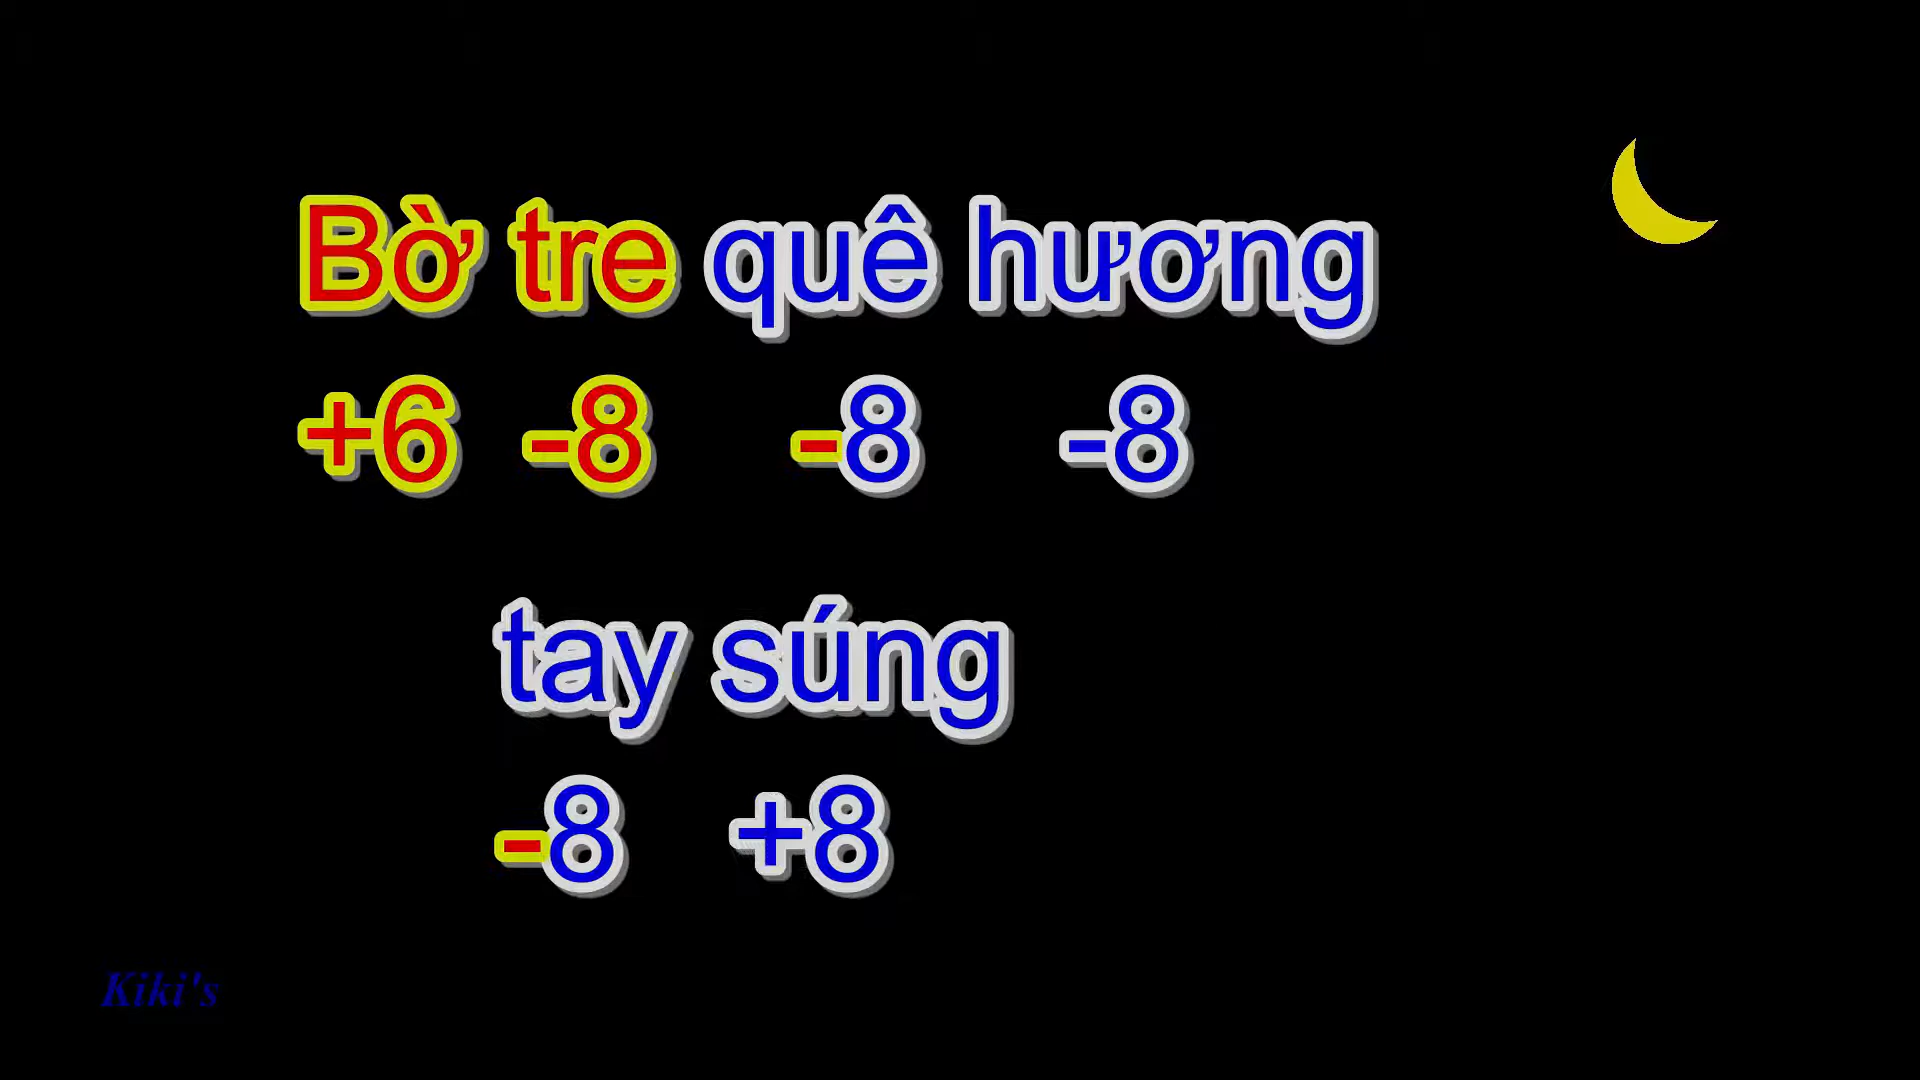 Bờ tre quê hương
+6 -8 -8 -8
tay súng
-8 +8
Kiki's